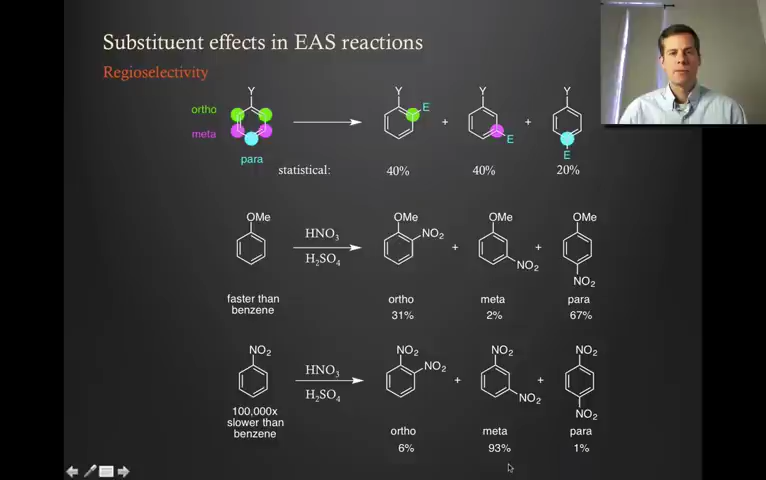 Substituent effects in EAS reactions
Regioselectivity
Y Y Y Y
ortho
E
meta
+ +
E
para
E
statistical: 40% 40% 20%
OMe OMe OMe OMe
HNO3
NO2
+ +
H2SO4
NO2
NO2
faster than
benzene
ortho meta para
31% 2% 67%
NO2 NO2 NO2 NO2
HNO3
NO2
+ +
H2SO4
NO2
NO2
100,000x
slower than
benzene
ortho meta para
6% 93% 1%